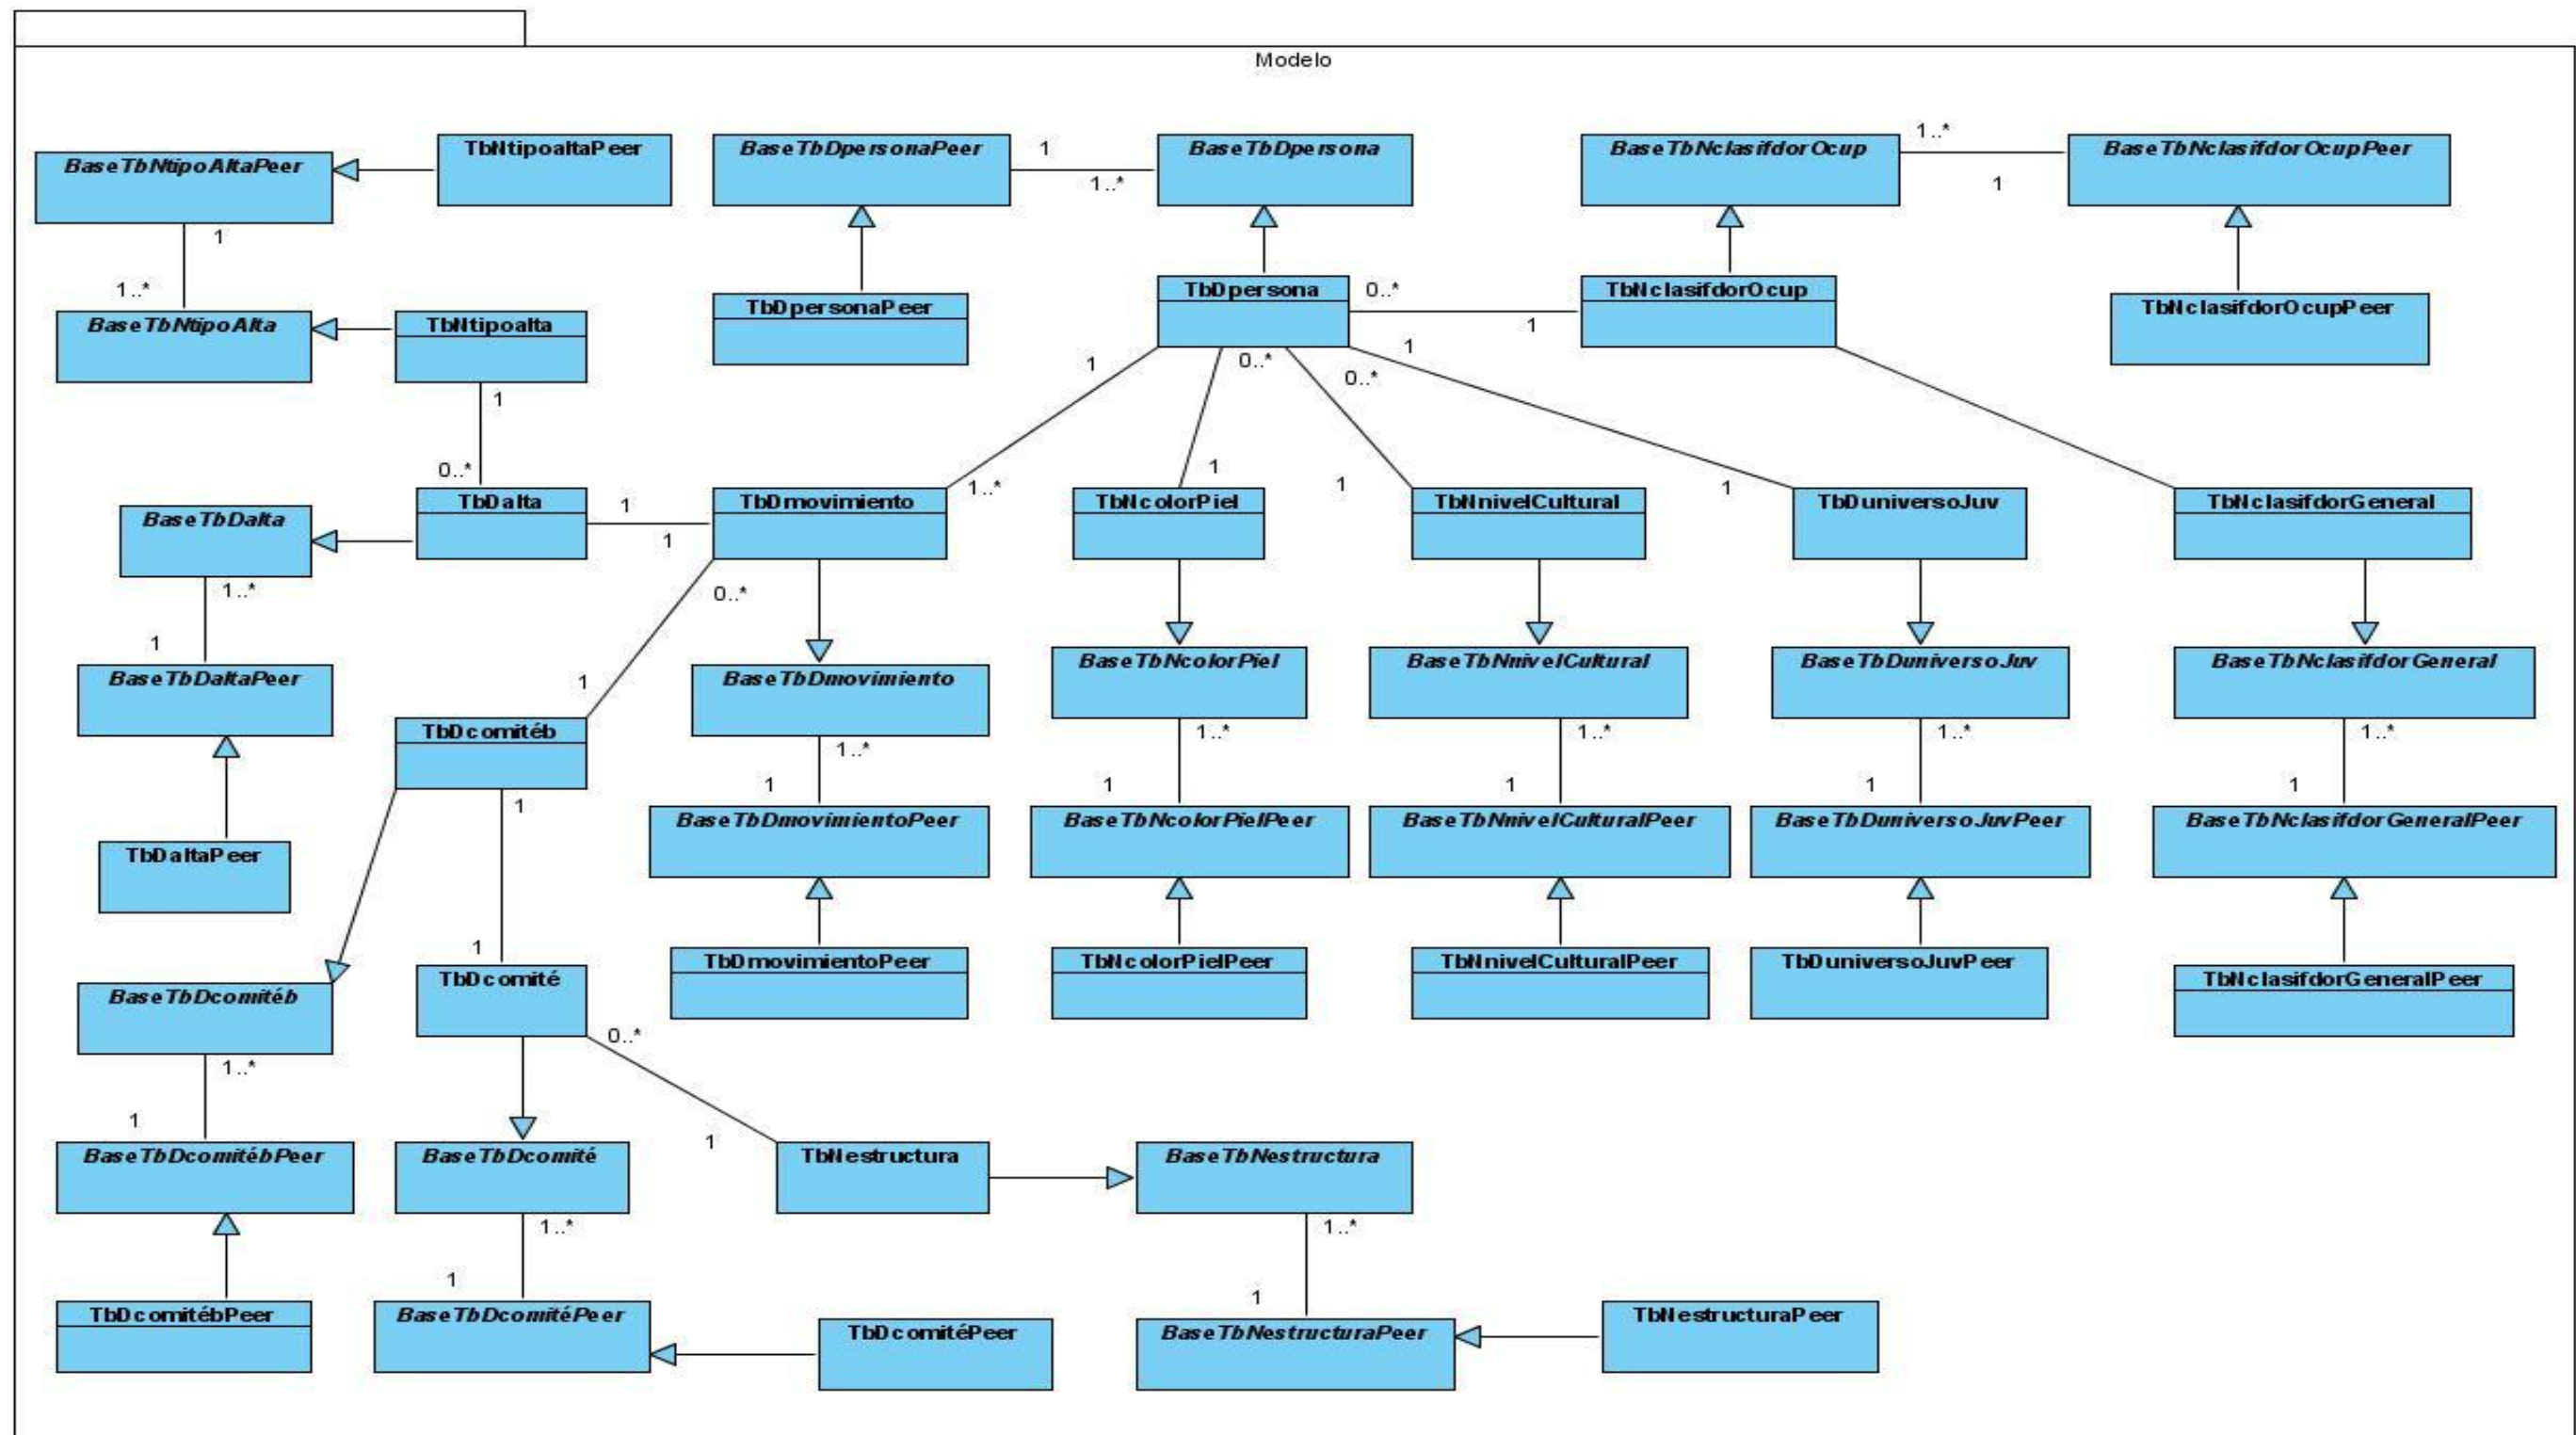 Modelo
TbNtipoaltaPeer
BaseTbDpersonaPeer
1
BaseTbDpersona
BaseTbNclasifdorOcup
1..*
BaseTbNclasifdorOcupPeer
BaseTbNtipoAltaPeer
1..*
1
1
1..*
TbDpersona
0..*
TbNclasifdorOcup
TbDpersonaPeer
TbNclasifdorOcupPeer
BaseTbNtipoAlta
TbNtipoalta
1
1
0..*
1
0..*
1
1
1
0..*
1..*
1
1
TbDalta
TbDmovimiento
TbNcolorPiel
TbNnivelCultural
TbDuniversoJuv
TbNclasifdorGeneral
BaseTbDalta
1
1
1..*
0..*
1
BaseTbNcolorPiel
BaseTbNnivelCultural
BaseTbDuniversoJuv
BaseTbNclasifdorGeneral
BaseTbDaltaPeer
1
BaseTbDmovimiento
TbDcomitéb
1..*
1..*
1..*
1..*
1..*
1
1
1
1
1
1
BaseTbDmovimientoPeer
BaseTbNcolorPielPeer
BaseTbNnivelCulturalPeer
BaseTbDuniversoJuvPeer
BaseTbNclasifdorGeneralPeer
TbDaltaPeer
1
TbDmovimientoPeer
TbNcolorPielPeer
TbNnivelCulturalPeer
TbDuniversoJuvPeer
TbDcomité
TbNclasifdorGeneralPeer
BaseTbDcomitéb
0..*
1..*
1
1
BaseTbDcomitébPeer
BaseTbDcomité
TbNestructura
BaseTbNestructura
1..*
1..*
1
1
TbDcomitébPeer
BaseTbDcomitéPeer
TbNestructuraPeer
TbDcomitéPeer
BaseTbNestructuraPeer